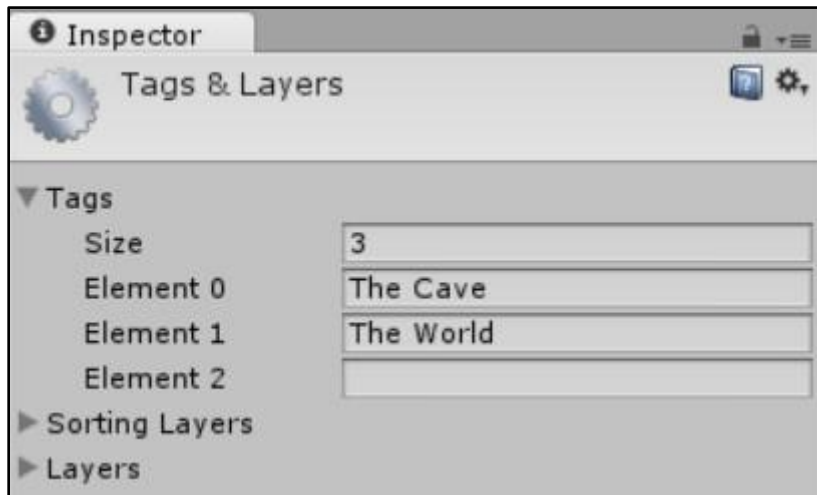 Inspector
Tags & Layers
Tags
Size 3
Element 0 The Cave
Element 1 The World
Element 2
Sorting Layers
Layers